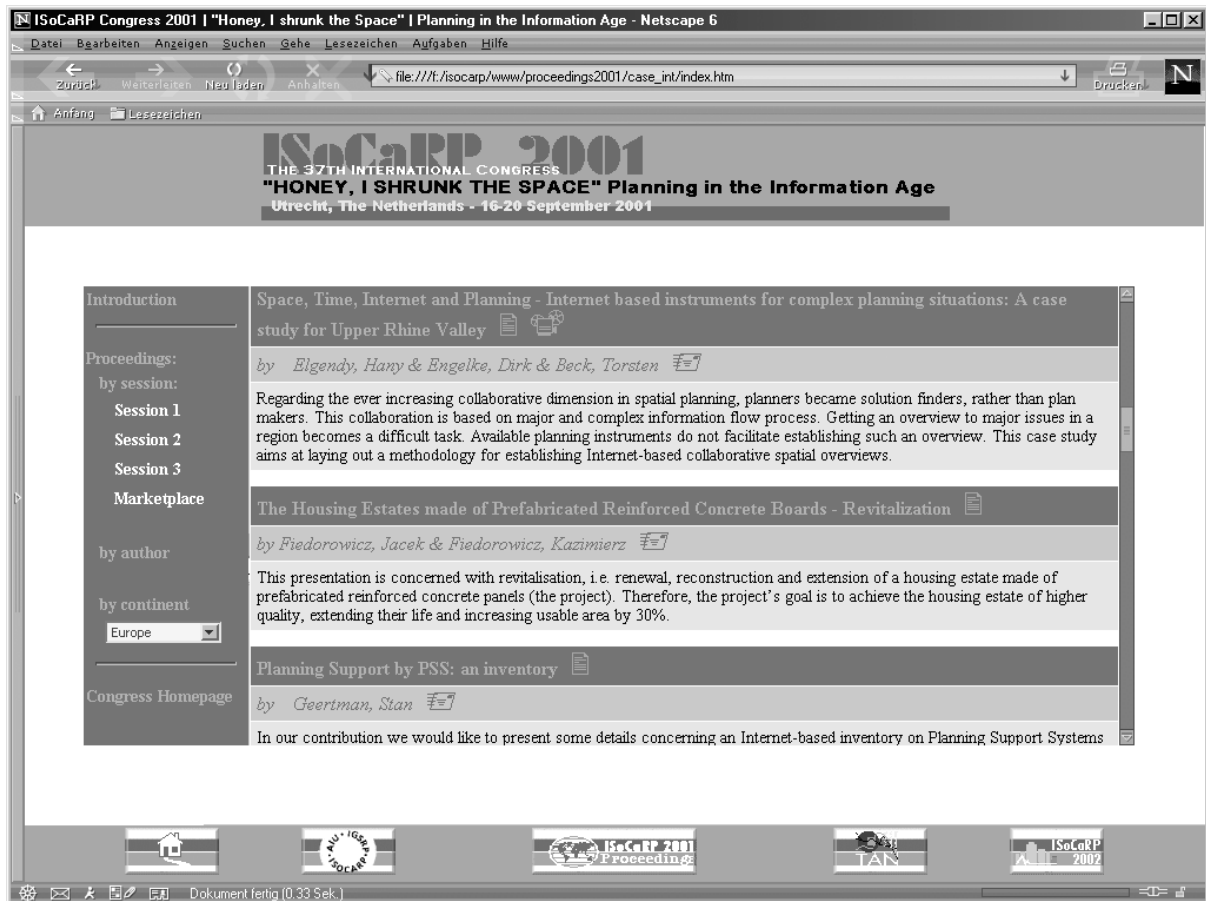 N ISoCaRP Congress 2001 | "Honey, I shrunk the Space" | Planning in the Information Age - Netscape 6
Datei Bearbeiten Anzeigen Suchen Gehe Lesezeichen Aufgaben Hilfe
Zurück Weiterleiten Neu laden Anhalten file:///f:/isocarp/www/proceedings2001/case_int/index.htm Drucken N
Anfang Lesezeichen
ISoCaRP 2001
THE 37TH INTERNATIONAL CONGRESS
"HONEY, I SHRUNK THE SPACE" Planning in the Information Age
Utrecht, The Netherlands - 16-20 September 2001
Introduction
Proceedings:
by session:
Session 1
Session 2
Session 3
Marketplace
by author
by continent
Europe
Congress Homepage
Space, Time, Internet and Planning - Internet based instruments for complex planning situations: A case
study for Upper Rhine Valley
by Elgendy, Hany & Engelke, Dirk & Beck, Torsten
Regarding the ever increasing collaborative dimension in spatial planning, planners became solution finders, rather than plan
makers. This collaboration is based on major and complex information flow process. Getting an overview to major issues in a
region becomes a difficult task. Available planning instruments do not facilitate establishing such an overview. This case study
aims at laying out a methodology for establishing Internet-based collaborative spatial overviews.
The Housing Estates made of Prefabricated Reinforced Concrete Boards - Revitalization
by Fiedorowicz, Jacek & Fiedorowicz, Kazimierz
This presentation is concerned with revitalisation, i.e. renewal, reconstruction and extension of a housing estate made of
prefabricated reinforced concrete panels (the project). Therefore, the project's goal is to achieve the housing estate of higher
quality, extending their life and increasing usable area by 30%.
Planning Support by PSS: an inventory
by Geertman, Stan
In our contribution we would like to present some details concerning an Internet-based inventory on Planning Support Systems
AIU · IGSRP · ISOCARP
ISoCaRP 2001
Proceedings
TAN
ISoCaRP
2002
Dokument fertig (0.33 Sek.)